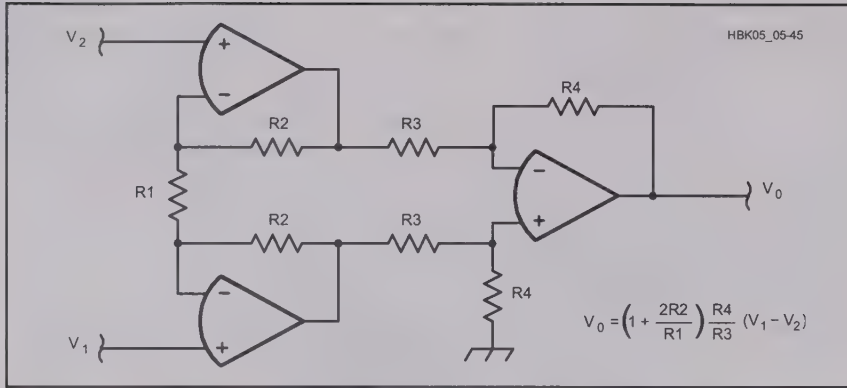 HBK05_05-45
V2
R4
R2
R3
R1
V0
R2
R3
R4
V1
V0 = (1 + 2R2/R1) R4/R3 (V1 – V2)